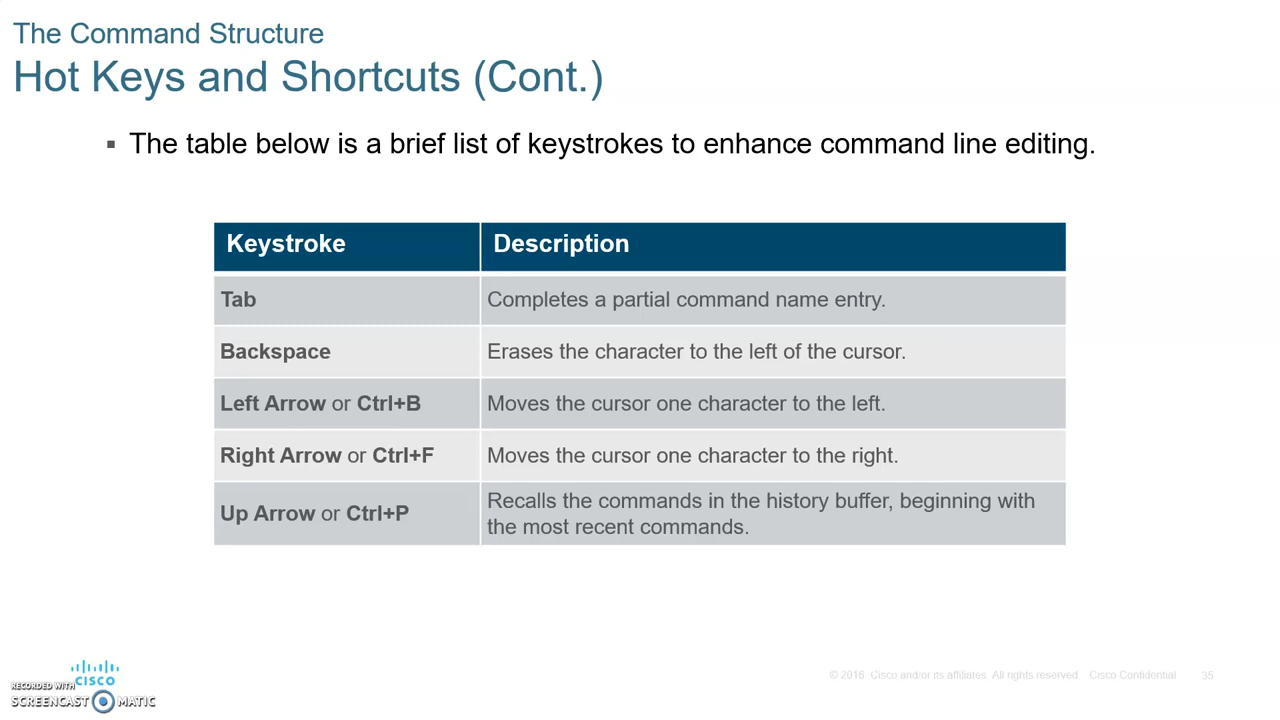 The Command Structure
Hot Keys and Shortcuts (Cont.)
▪ The table below is a brief list of keystrokes to enhance command line editing.
Keystroke Description
Tab Completes a partial command name entry.
Backspace Erases the character to the left of the cursor.
Left Arrow or Ctrl+B Moves the cursor one character to the left.
Right Arrow or Ctrl+F Moves the cursor one character to the right.
Up Arrow or Ctrl+P Recalls the commands in the history buffer, beginning with
the most recent commands.
CISCO
RECORDED WITH
SCREENCAST MATIC
© 2016 Cisco and/or its affiliates. All rights reserved. Cisco Confidential 35